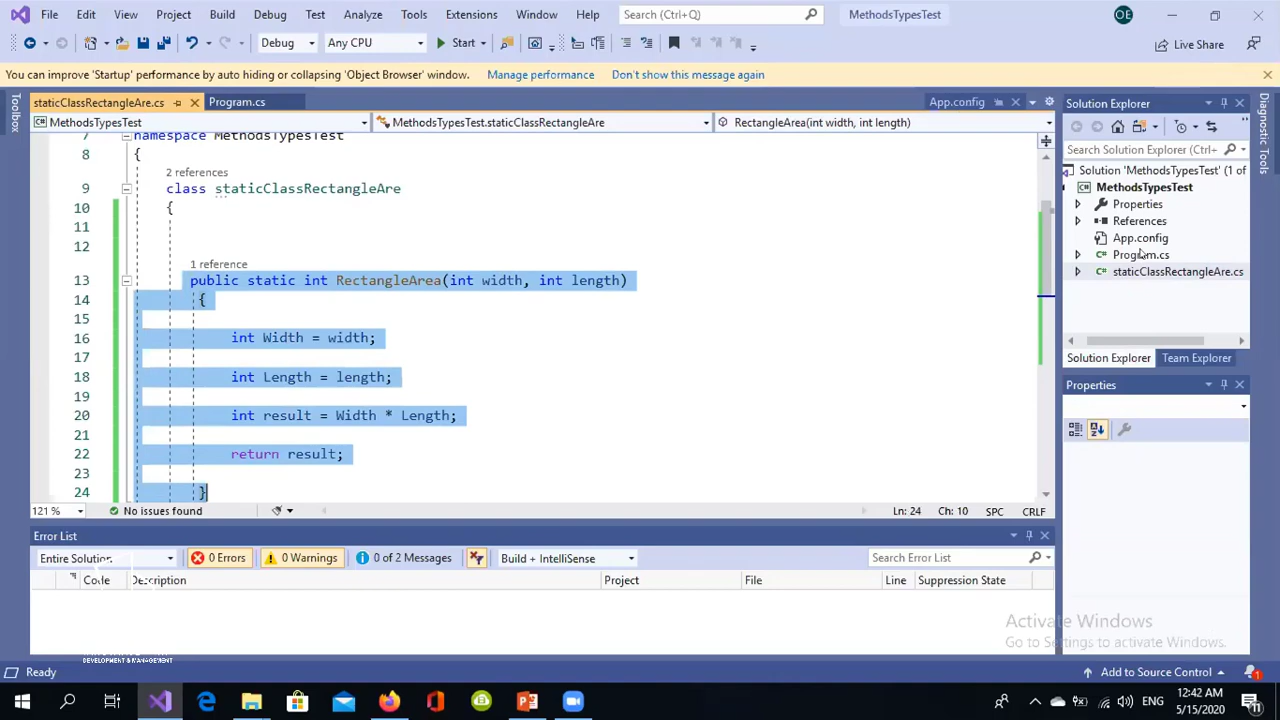 File Edit View Project Build Debug Test Analyze Tools Extensions Window Help Search (Ctrl+Q) MethodsTypesTest OE
Debug Any CPU Start Live Share
You can improve 'Startup' performance by auto hiding or collapsing 'Object Browser' window. Manage performance Don't show this message again
Toolbox
staticClassRectangleAre.cs Program.cs App.config
MethodsTypesTest MethodsTypesTest.staticClassRectangleAre RectangleArea(int width, int length)
7 namespace MethodsTypesTest
8 {
2 references
9 class staticClassRectangleAre
10 {
11
12
1 reference
13 public static int RectangleArea(int width, int length)
14 {
15
16 int Width = width;
17
18 int Length = length;
19
20 int result = Width * Length;
21
22 return result;
23
24 }
121 % No issues found Ln: 24 Ch: 10 SPC CRLF
Error List
Entire Solution 0 Errors 0 Warnings 0 of 2 Messages Build + IntelliSense Search Error List
Code Description Project File Line Suppression State
Solution Explorer
Search Solution Explorer (Ctrl+
Solution 'MethodsTypesTest' (1 of
MethodsTypesTest
Properties
References
App.config
Program.cs
staticClassRectangleAre.cs
Solution Explorer Team Explorer
Properties
Diagnostic Tools
Activate Windows
Go to Settings to activate Windows.
DEVELOPMENT & MANAGEMENT
Ready Add to Source Control 1
ENG 12:42 AM
5/15/2020 11